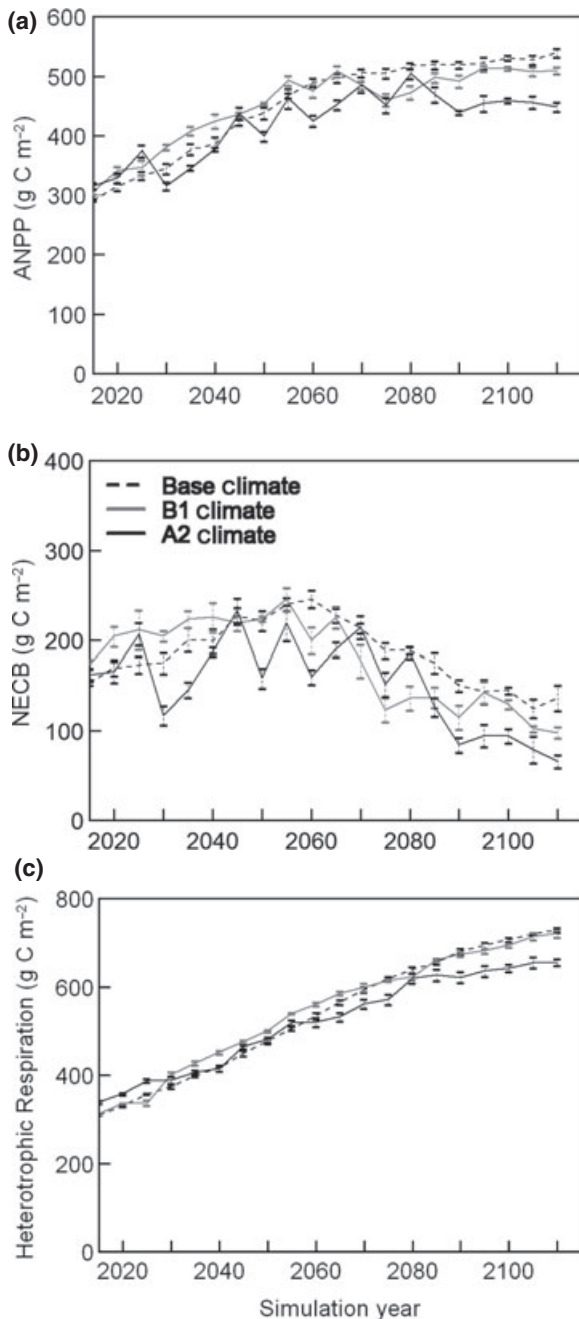 (a)
600
500
400
300
200
100
0
ANPP (g C m⁻²)
2020 2040 2060 2080 2100
(b)
400
300
200
100
0
NECB (g C m⁻²)
Base climate
B1 climate
A2 climate
2020 2040 2060 2080 2100
(c)
800
600
400
200
0
Heterotrophic Respiration (g C m⁻²)
2020 2040 2060 2080 2100
Simulation year